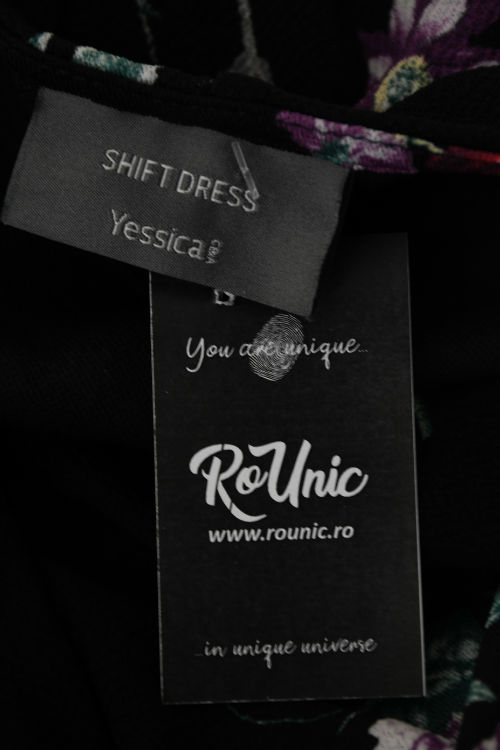 SHIFT DRESS
Yessica
C&A
You are unique...
RoUnic
www.rounic.ro
...in unique universe